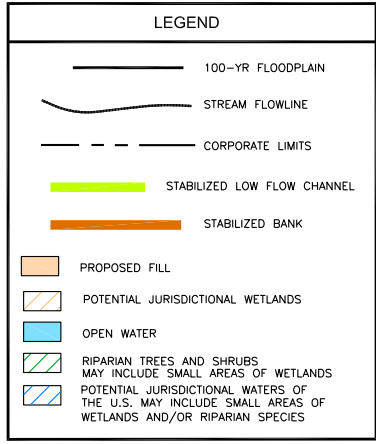 LEGEND
100-YR FLOODPLAIN
STREAM FLOWLINE
CORPORATE LIMITS
STABILIZED LOW FLOW CHANNEL
STABILIZED BANK
PROPOSED FILL
POTENTIAL JURISDICTIONAL WETLANDS
OPEN WATER
RIPARIAN TREES AND SHRUBS
MAY INCLUDE SMALL AREAS OF WETLANDS
POTENTIAL JURISDICTIONAL WATERS OF
THE U.S. MAY INCLUDE SMALL AREAS OF
WETLANDS AND/OR RIPARIAN SPECIES